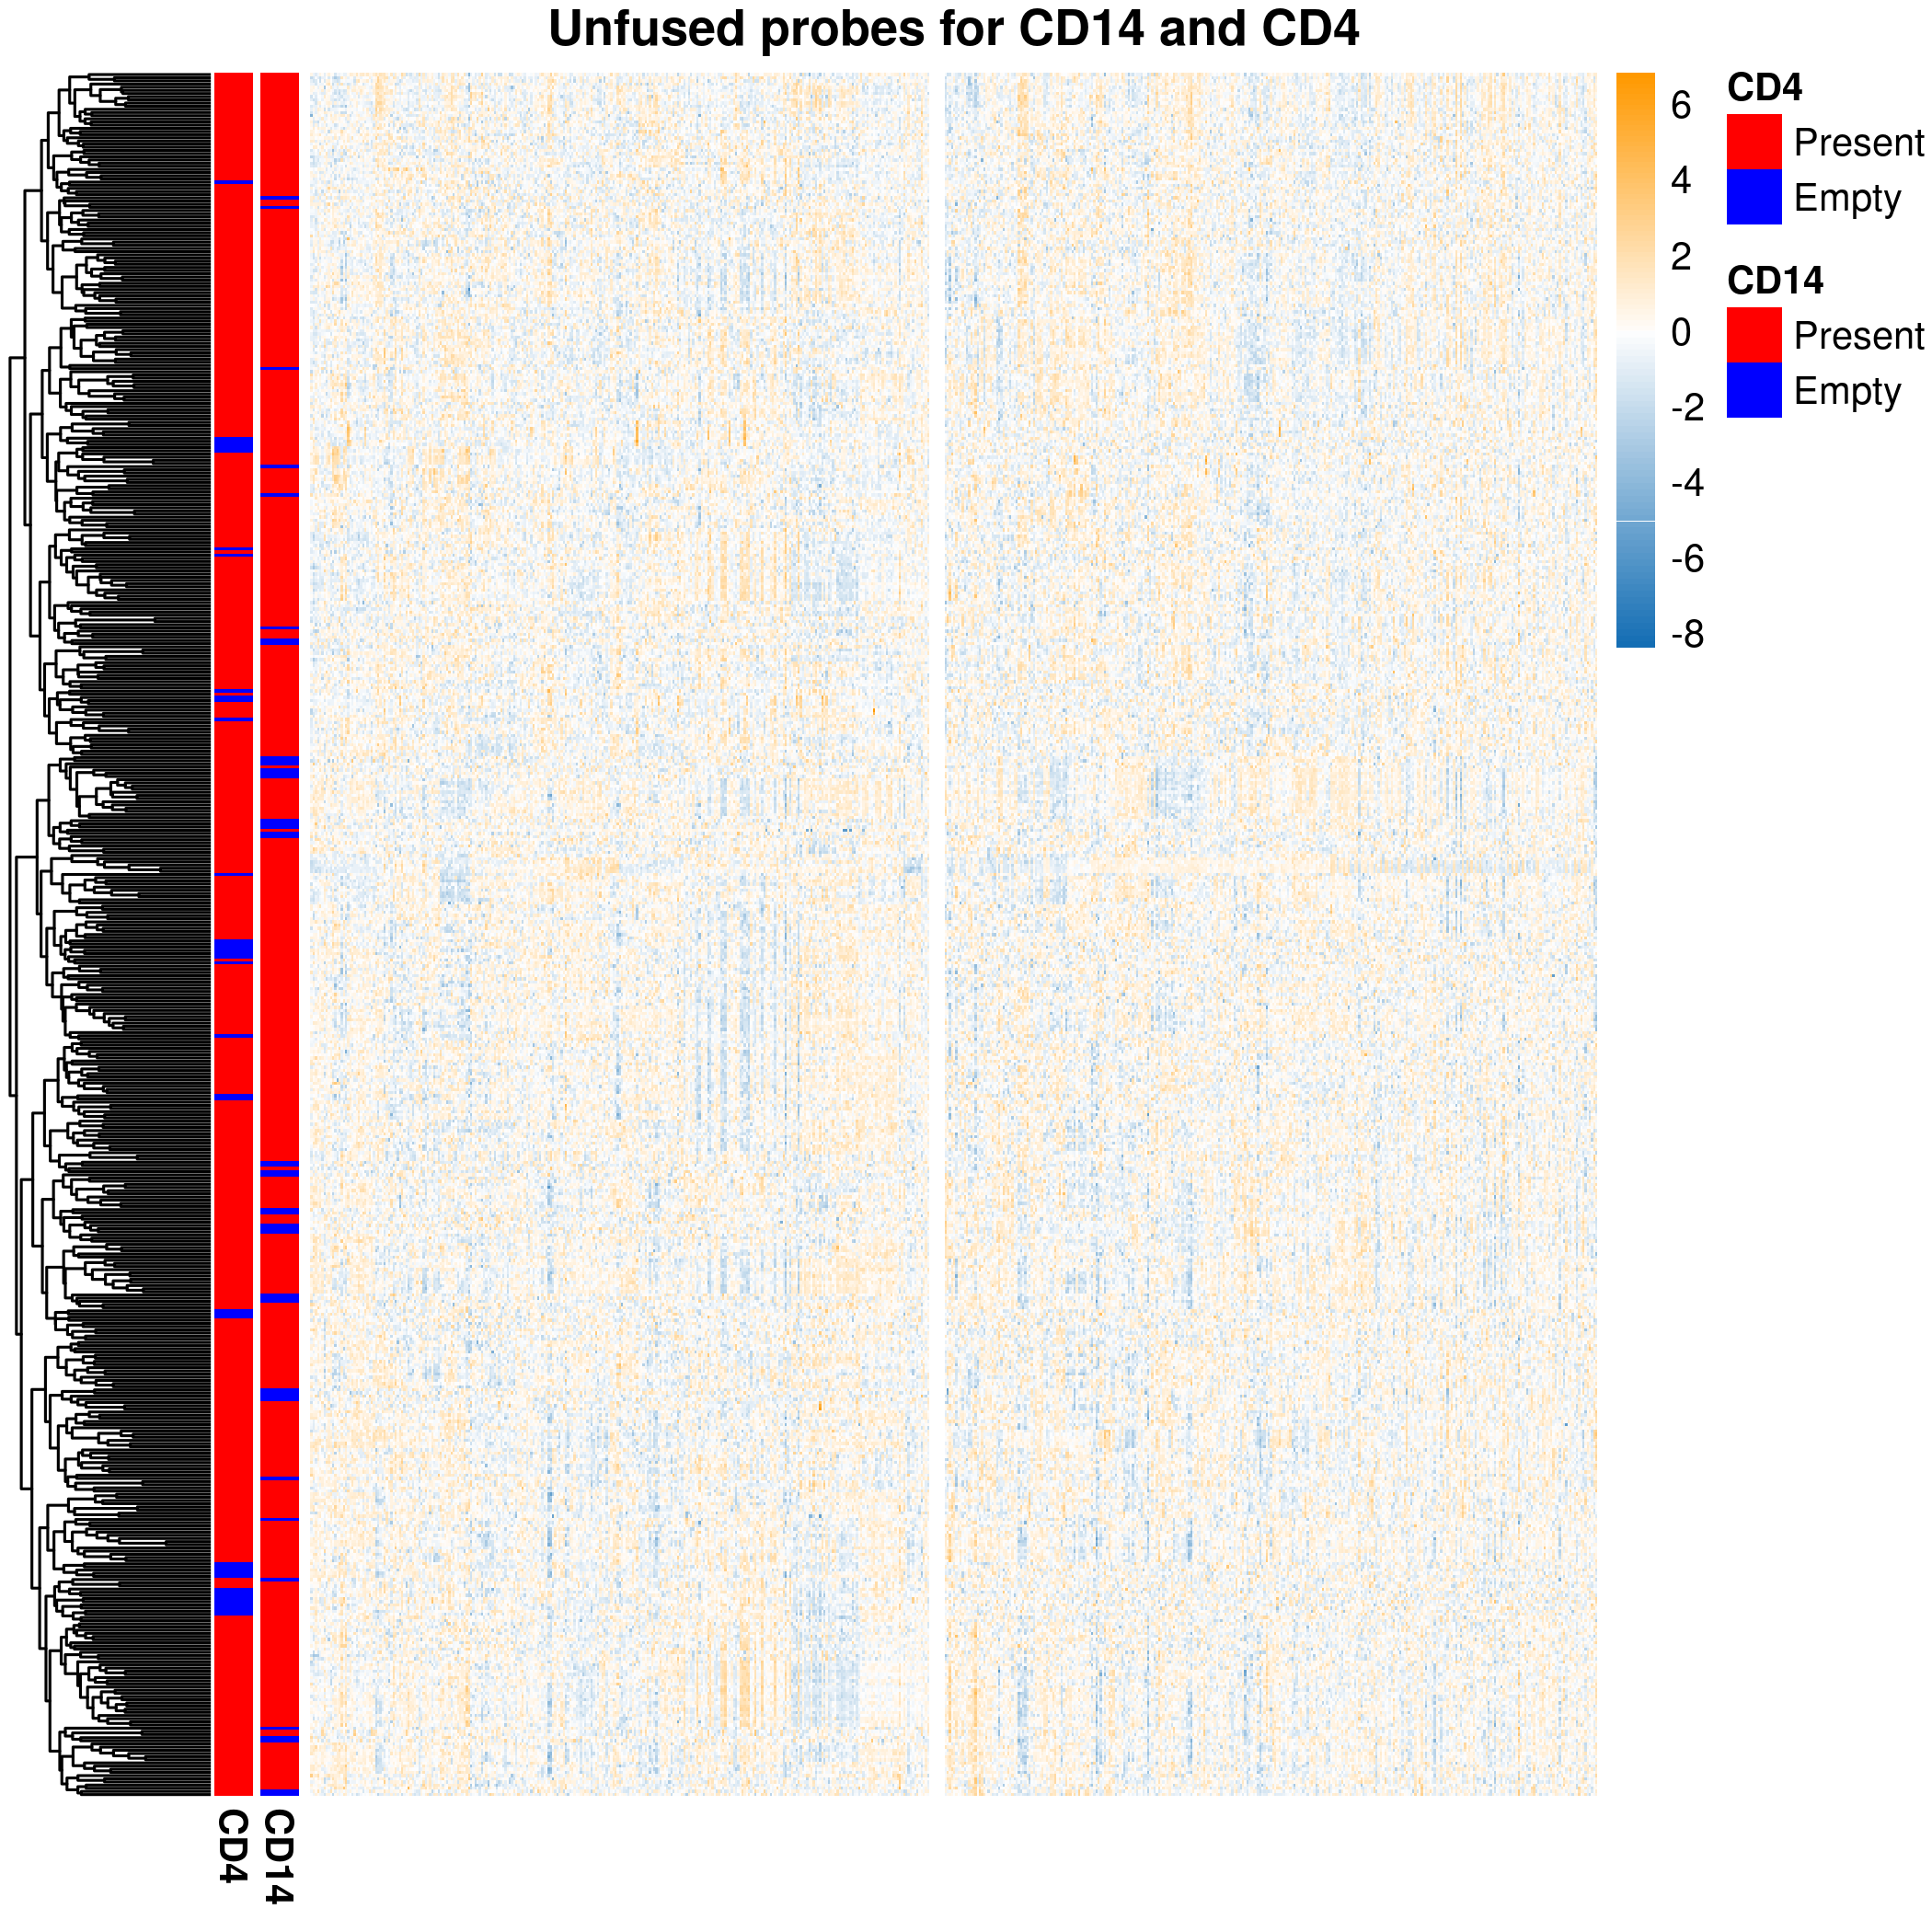 Unfused probes for CD14 and CD4
6
4
2
0
-2
-4
-6
-8
CD4
Present
Empty
CD14
Present
Empty
CD4
CD14